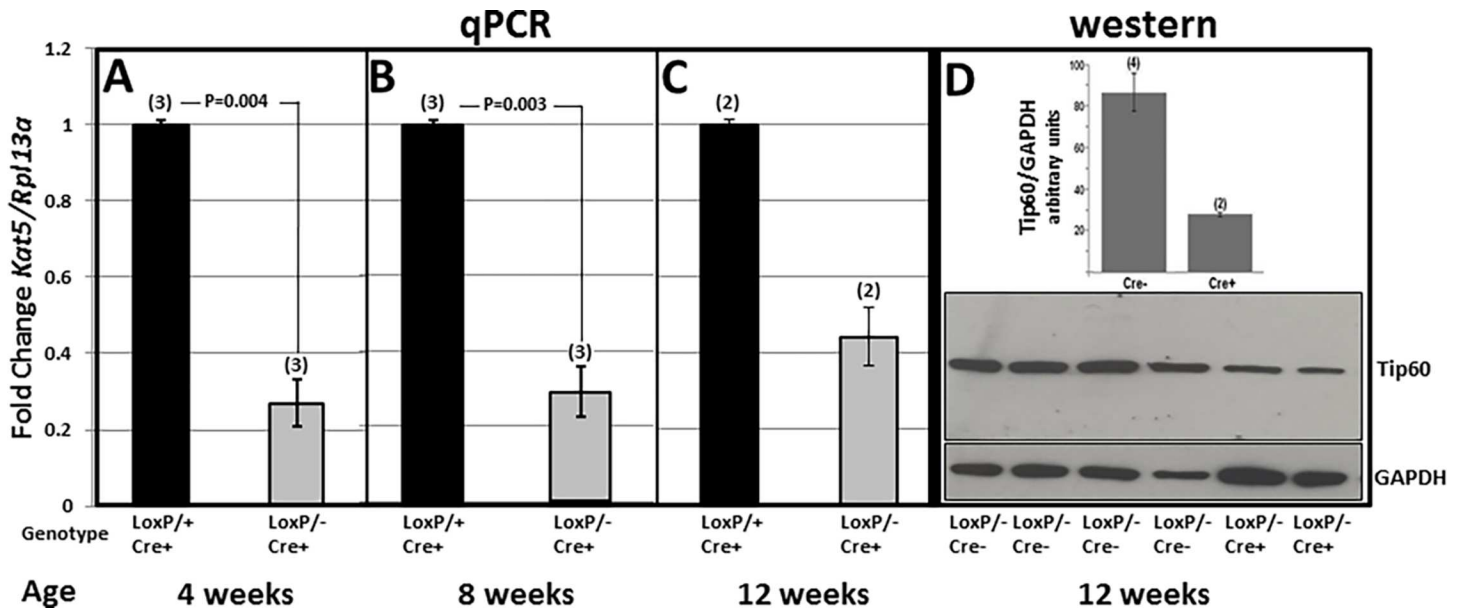 qPCR
western
Fold Change Kat5/Rpl13a
1.2
1
0.8
0.6
0.4
0.2
0
A
(3)
P=0.004
(3)
B
(3)
P=0.003
(3)
C
(2)
(2)
D
Tip60/GAPDH
arbitrary units
100
80
60
40
20
(4)
(2)
Cre-
Cre+
Tip60
GAPDH
Genotype
LoxP/+
Cre+
LoxP/-
Cre+
LoxP/+
Cre+
LoxP/-
Cre+
LoxP/+
Cre+
LoxP/-
Cre+
LoxP/-
Cre-
LoxP/-
Cre-
LoxP/-
Cre-
LoxP/-
Cre-
LoxP/-
Cre+
LoxP/-
Cre+
Age
4 weeks
8 weeks
12 weeks
12 weeks